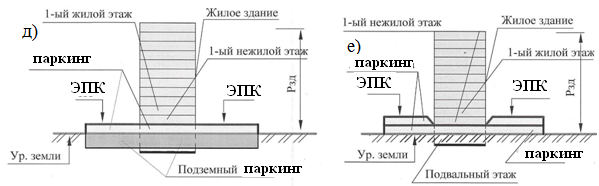 д)
1-ый жилой этаж
Жилое здание
1-ый нежилой этаж
паркинг
ЭПК
ЭПК
Рзд
Ур. земли
Подземный паркинг
е)
1-ый нежилой этаж
Жилое здание
1-ый жилой этаж
паркинг
ЭПК
ЭПК
Рзд
Ур. земли
паркинг
Подвальный этаж